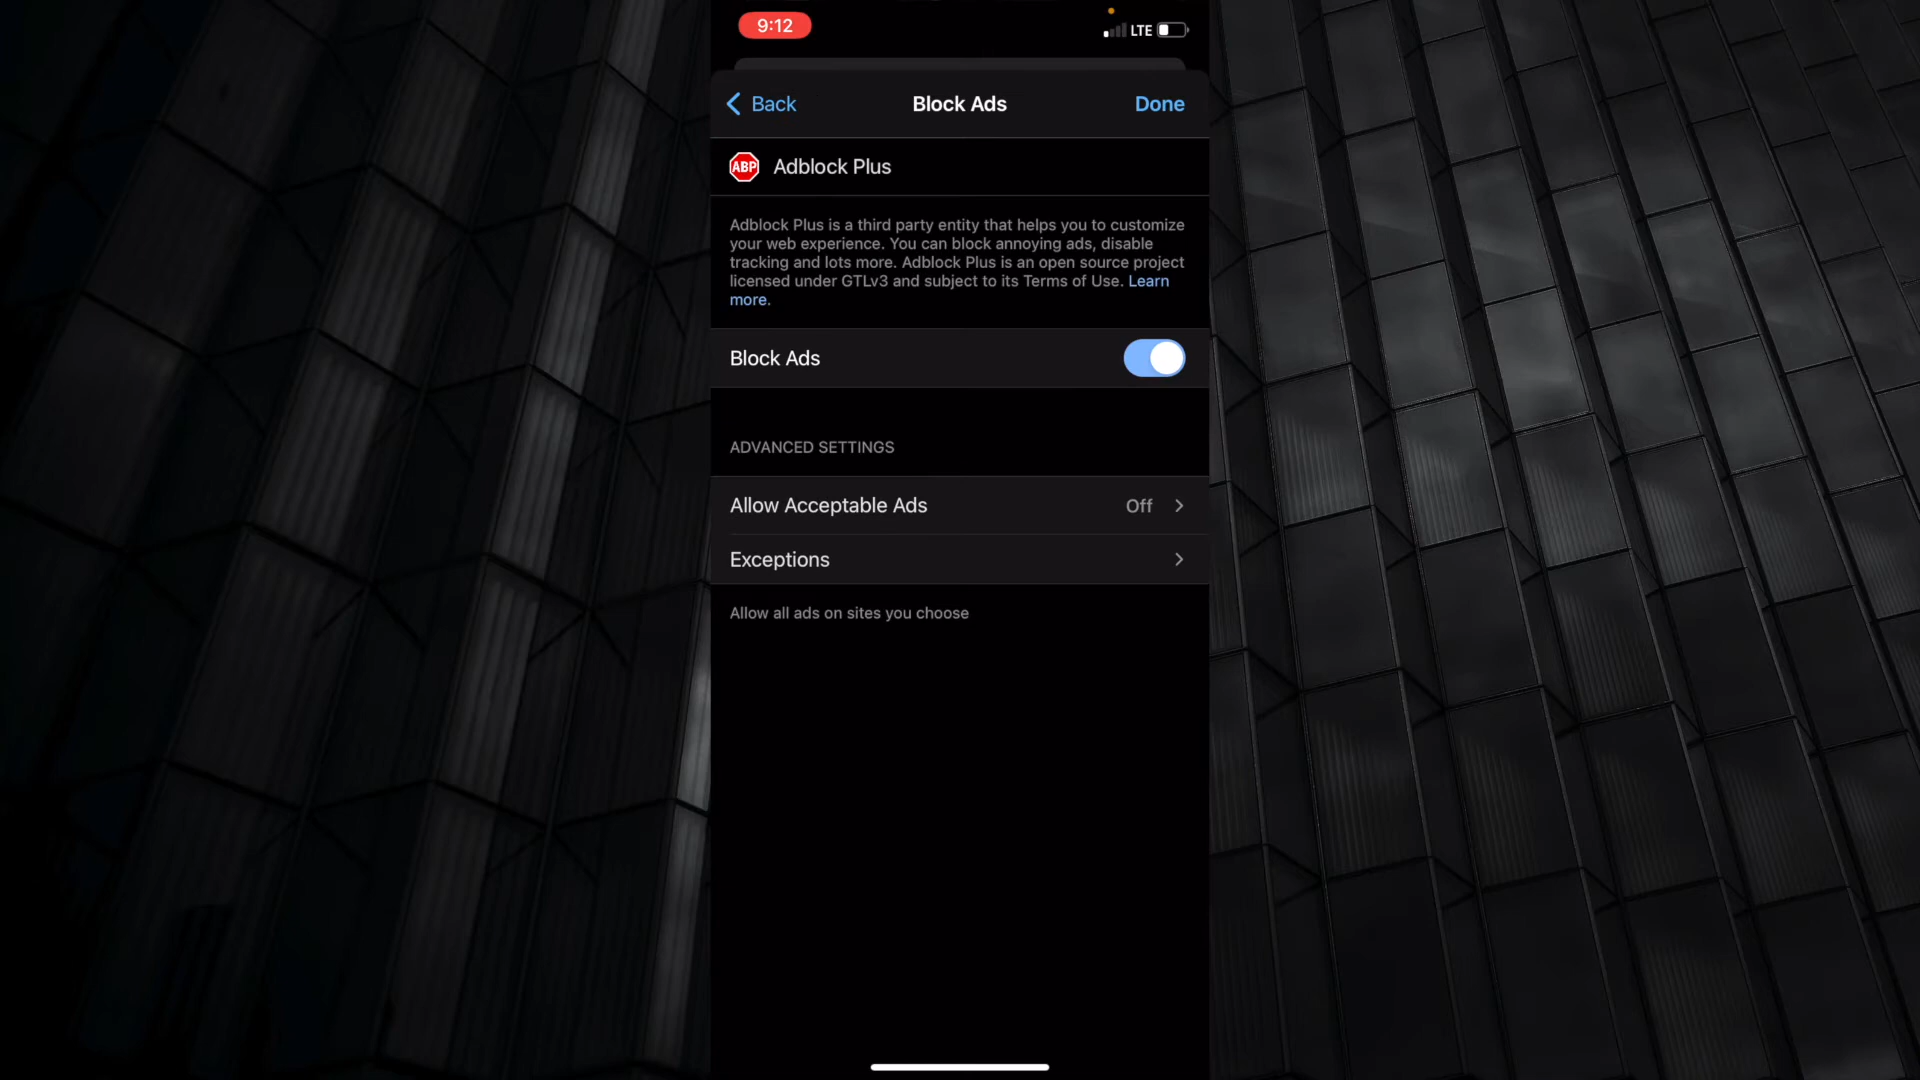 9:12
LTE
Back
Block Ads
Done
ABP
Adblock Plus
Adblock Plus is a third party entity that helps you to customize
your web experience. You can block annoying ads, disable
tracking and lots more. Adblock Plus is an open source project
licensed under GTLv3 and subject to its Terms of Use. Learn
more.
Block Ads
ADVANCED SETTINGS
Allow Acceptable Ads
Off
Exceptions
Allow all ads on sites you choose